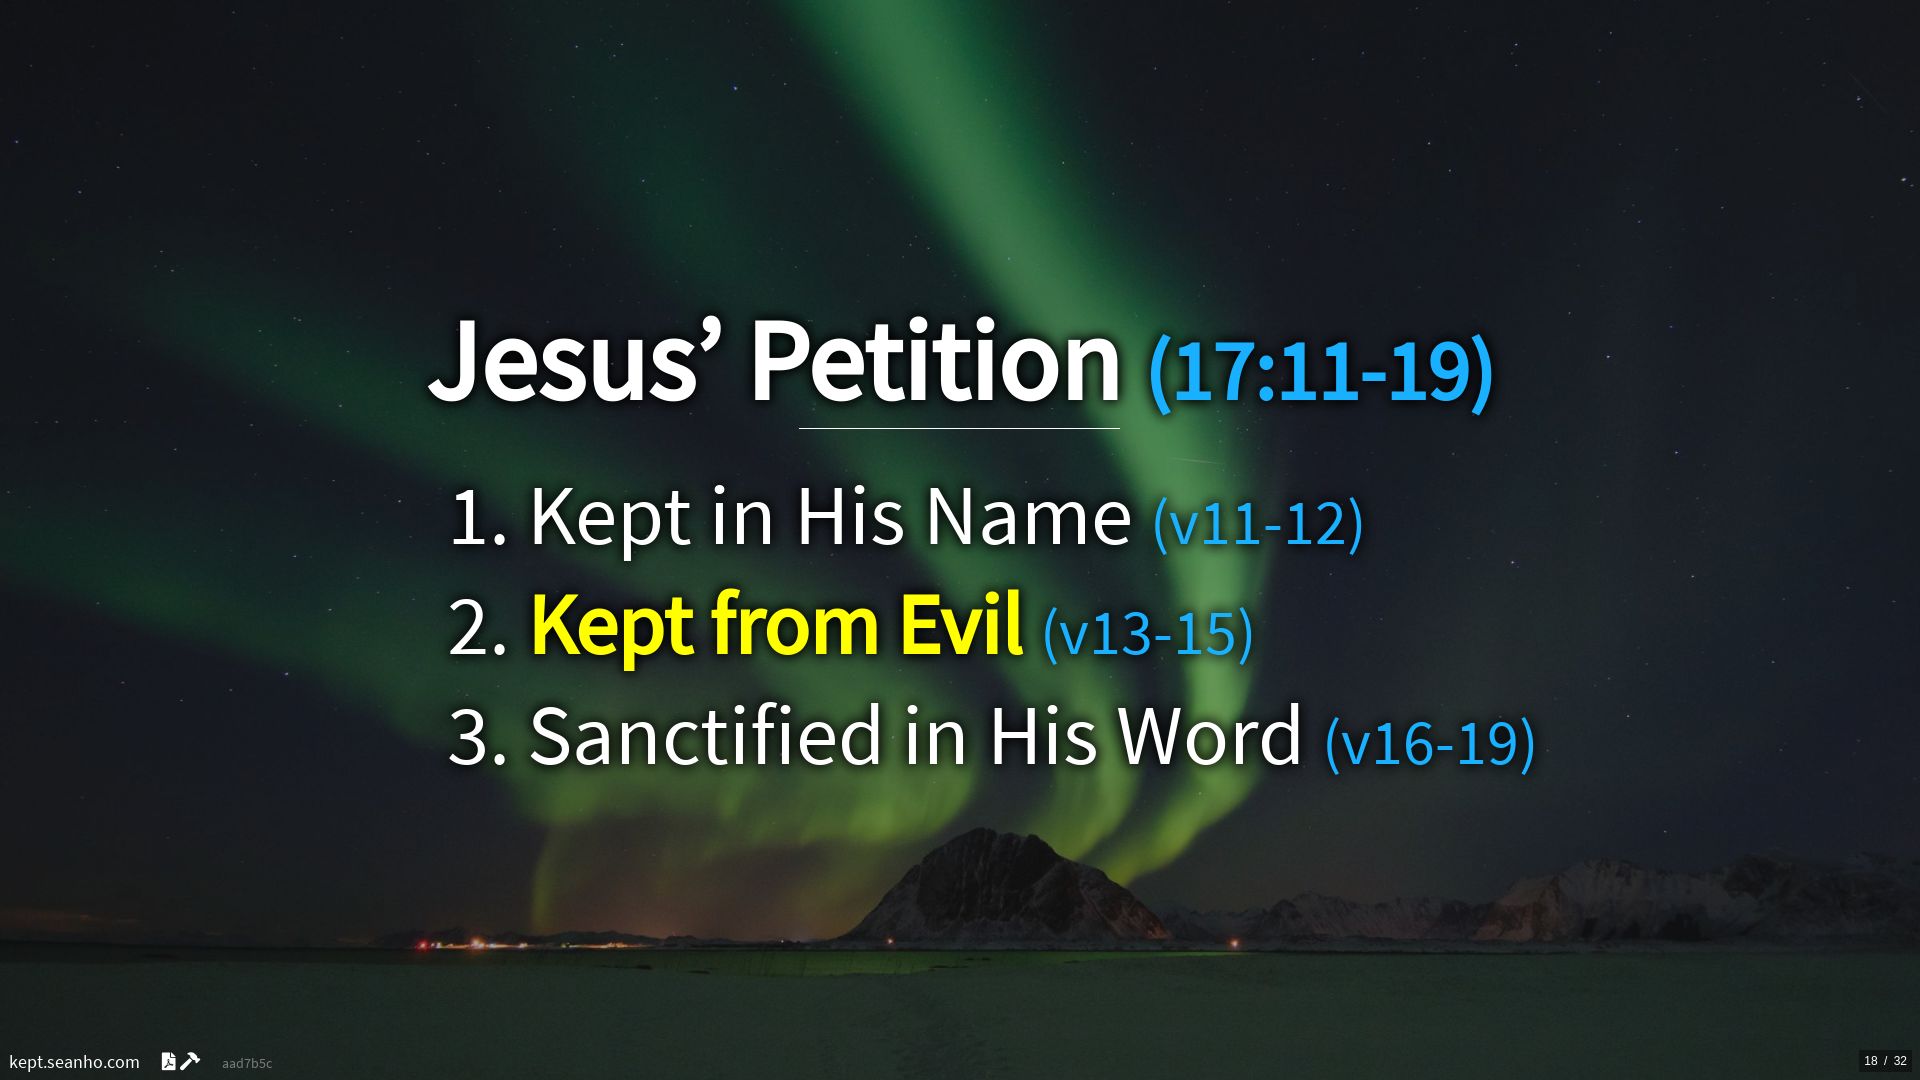 Jesus’ Petition (17:11-19)
1. Kept in His Name (v11-12)
2. Kept from Evil (v13-15)
3. Sanctified in His Word (v16-19)
kept.seanho.com aad7b5c
18 / 32